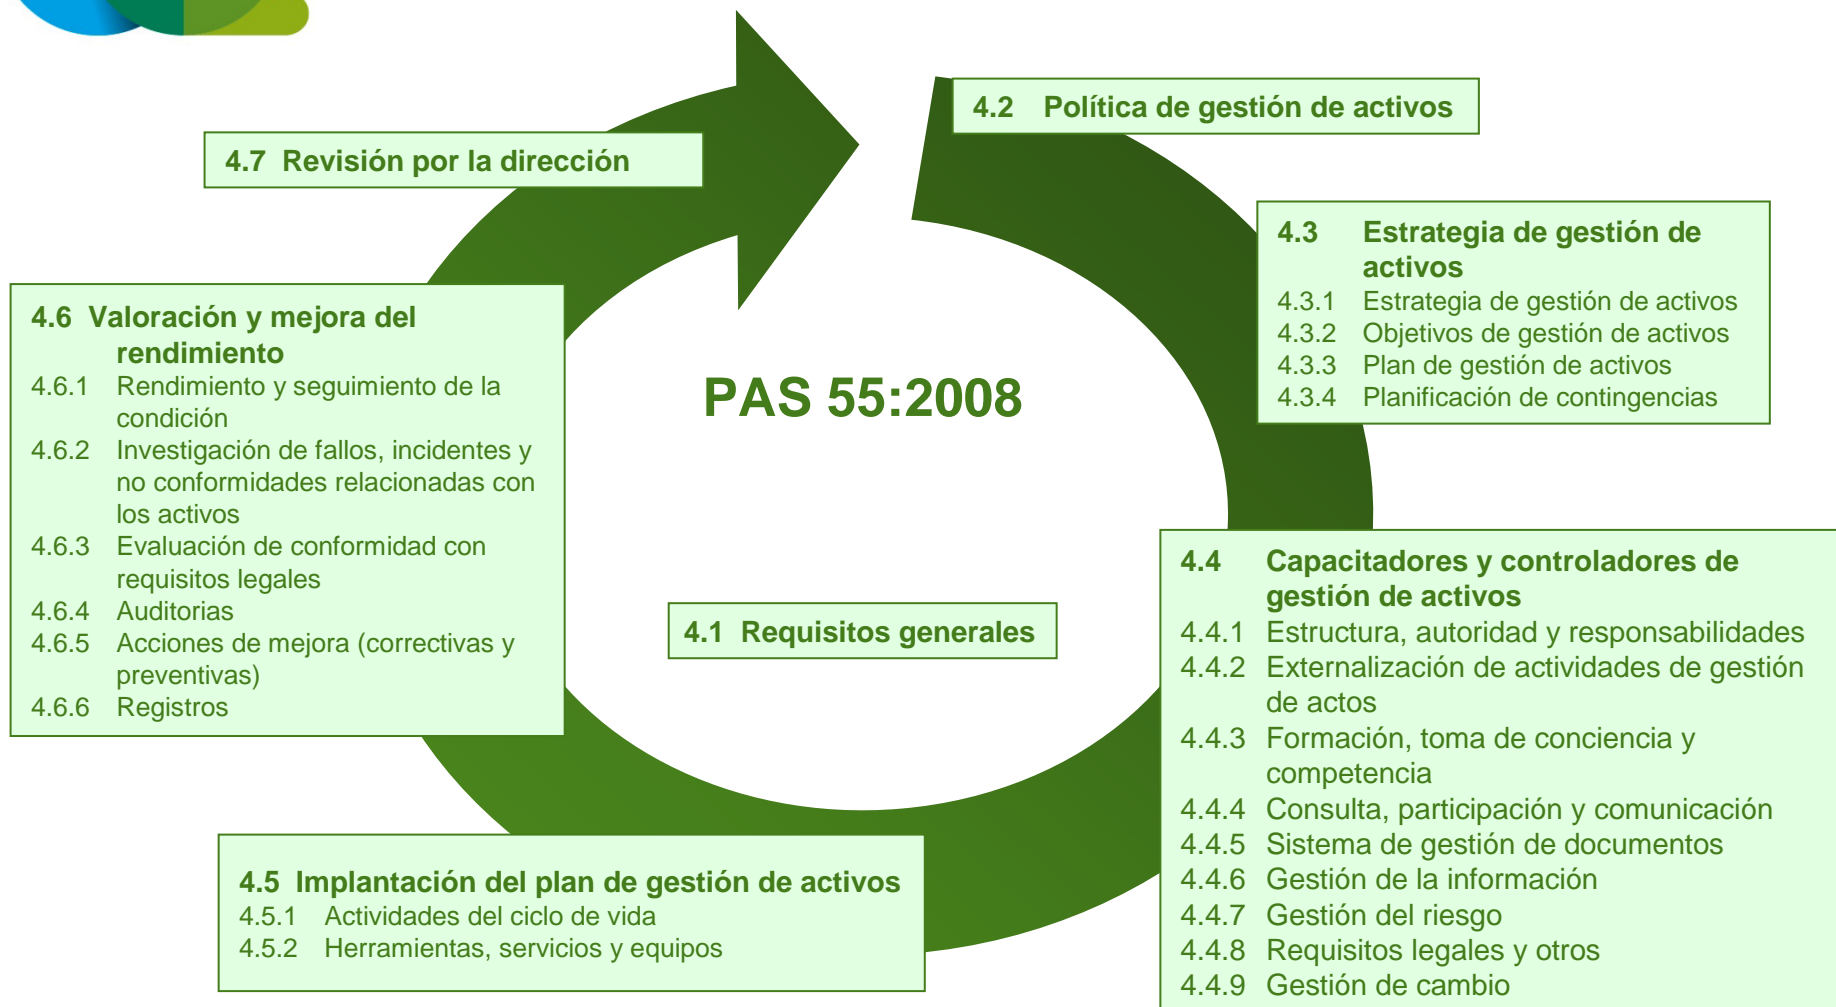 4.2 Política de gestión de activos
4.7 Revisión por la dirección
4.3 Estrategia de gestión de
activos
4.3.1 Estrategia de gestión de activos
4.3.2 Objetivos de gestión de activos
4.3.3 Plan de gestión de activos
4.3.4 Planificación de contingencias
4.6 Valoración y mejora del
rendimiento
4.6.1 Rendimiento y seguimiento de la
condición
4.6.2 Investigación de fallos, incidentes y
no conformidades relacionadas con
los activos
4.6.3 Evaluación de conformidad con
requisitos legales
4.6.4 Auditorias
4.6.5 Acciones de mejora (correctivas y
preventivas)
4.6.6 Registros
PAS 55:2008
4.1 Requisitos generales
4.4 Capacitadores y controladores de
gestión de activos
4.4.1 Estructura, autoridad y responsabilidades
4.4.2 Externalización de actividades de gestión
de actos
4.4.3 Formación, toma de conciencia y
competencia
4.4.4 Consulta, participación y comunicación
4.4.5 Sistema de gestión de documentos
4.4.6 Gestión de la información
4.4.7 Gestión del riesgo
4.4.8 Requisitos legales y otros
4.4.9 Gestión de cambio
4.5 Implantación del plan de gestión de activos
4.5.1 Actividades del ciclo de vida
4.5.2 Herramientas, servicios y equipos